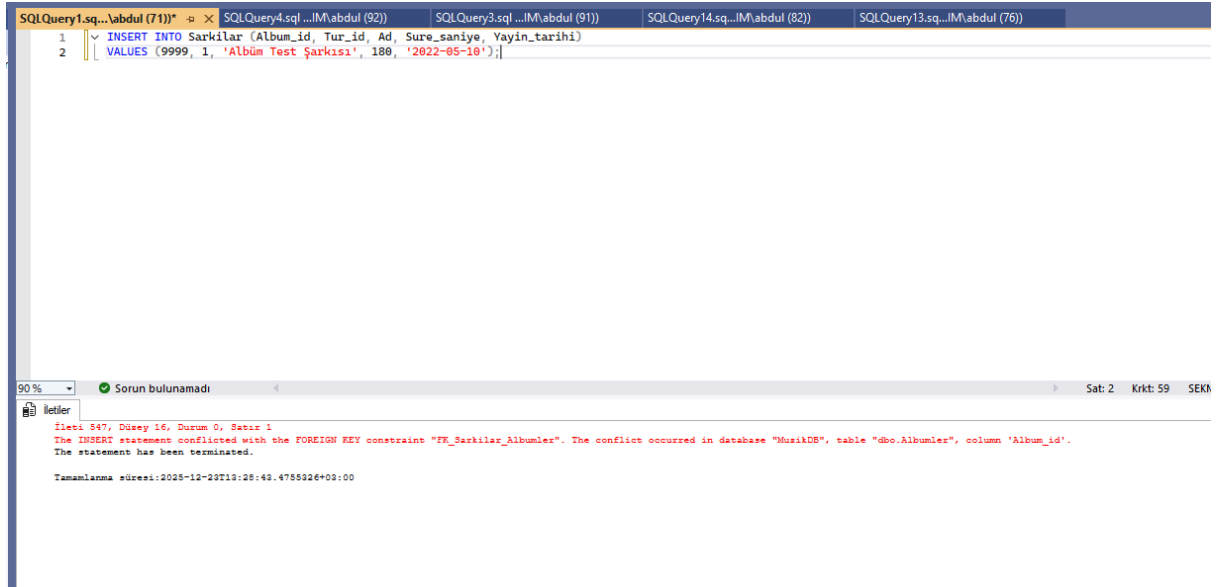 SQLQuery1.sq...\abdul (71))* SQLQuery4.sql ...IM\abdul (92)) SQLQuery3.sql ...IM\abdul (91)) SQLQuery14.sq...IM\abdul (82)) SQLQuery13.sq...IM\abdul (76))
1 INSERT INTO Sarkilar (Album_id, Tur_id, Ad, Sure_saniye, Yayin_tarihi)
2 VALUES (9999, 1, 'Albüm Test Şarkısı', 180, '2022-05-10');
90 % Sorun bulunamadı Sat: 2 Krkt: 59 SEKM
İletiler
İleti 547, Düzey 16, Durum 0, Satır 1
The INSERT statement conflicted with the FOREIGN KEY constraint "FK_Sarkilar_Albumler". The conflict occurred in database "MuzikDB", table "dbo.Albumler", column 'Album_id'.
The statement has been terminated.
Tamamlanma süresi:2025-12-23T13:28:43.4755326+03:00